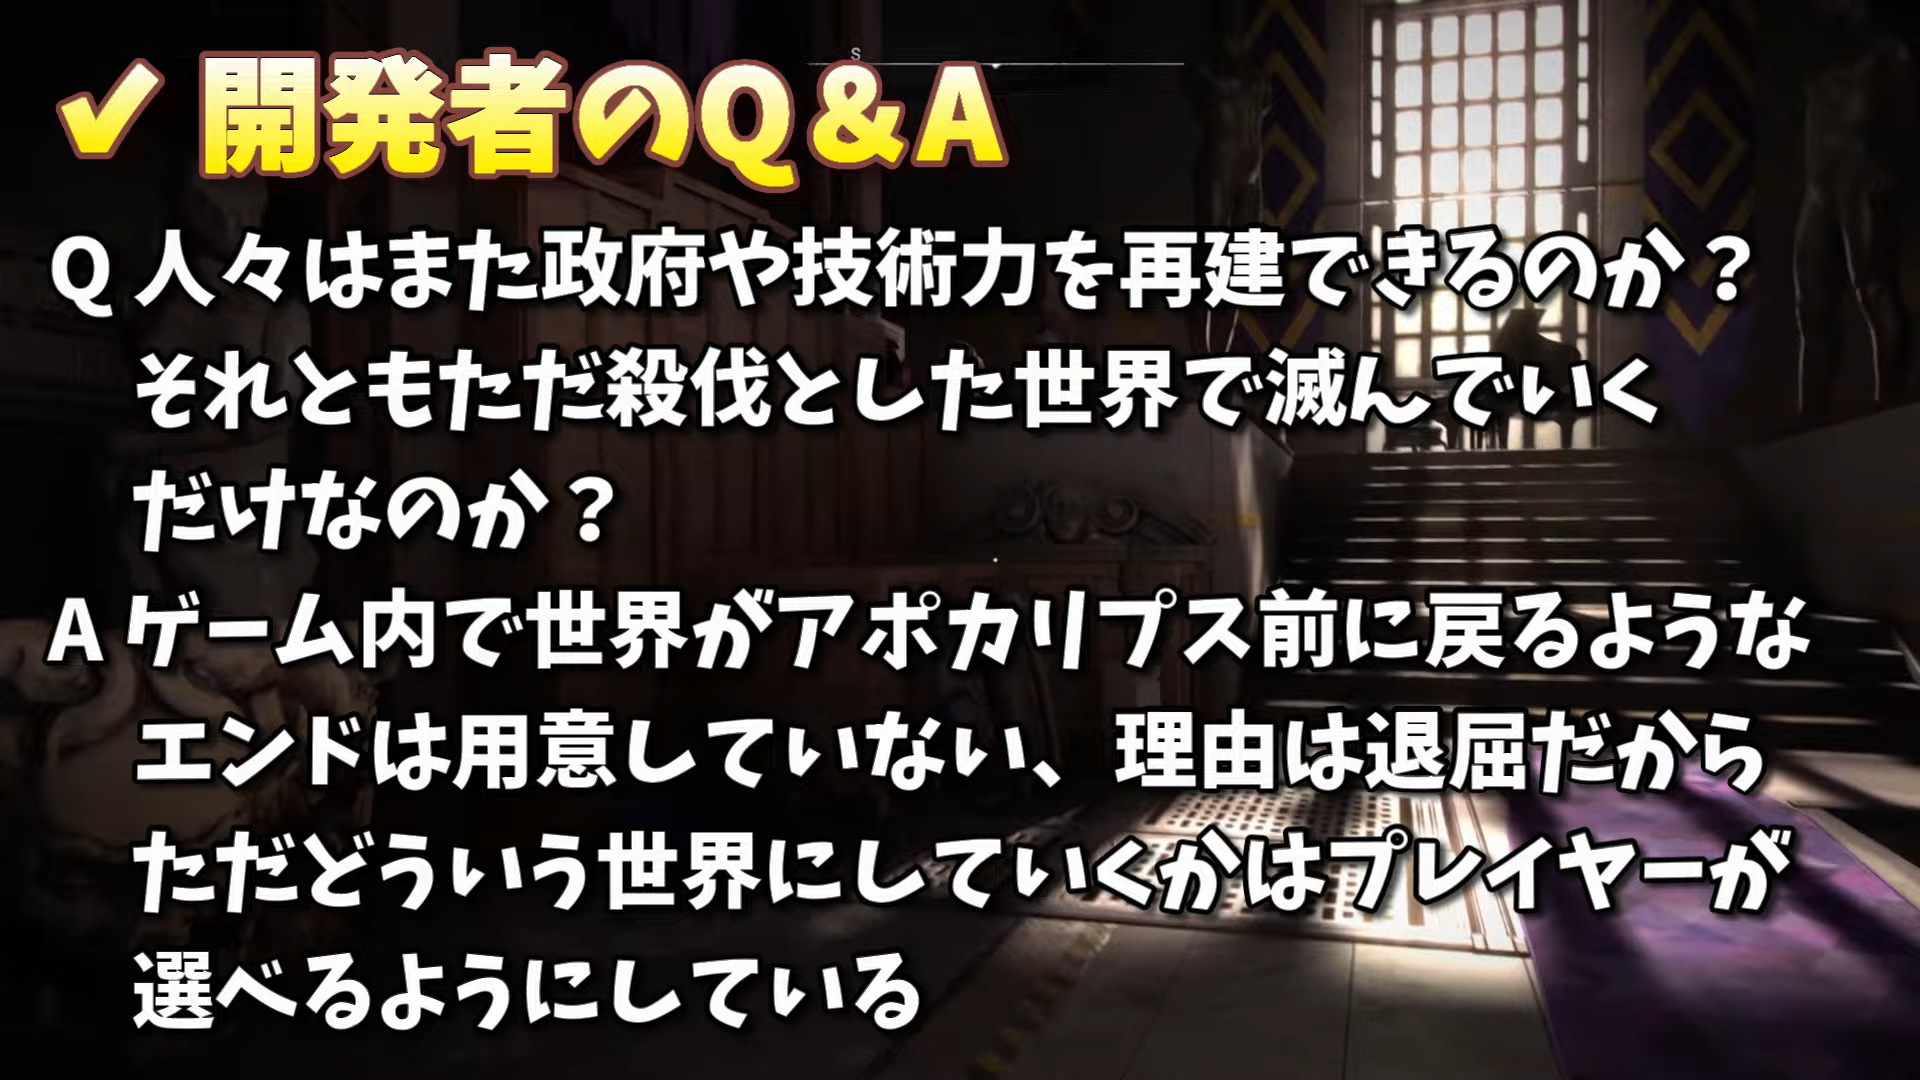 S
✓ 開発者のQ&A
Q 人々はまた政府や技術力を再建できるのか？
それともただ殺伐とした世界で滅んでいく
だけなのか？
A ゲーム内で世界がアポカリプス前に戻るような
エンドは用意していない、理由は退屈だから
ただどういう世界にしていくかはプレイヤーが
選べるようにしている